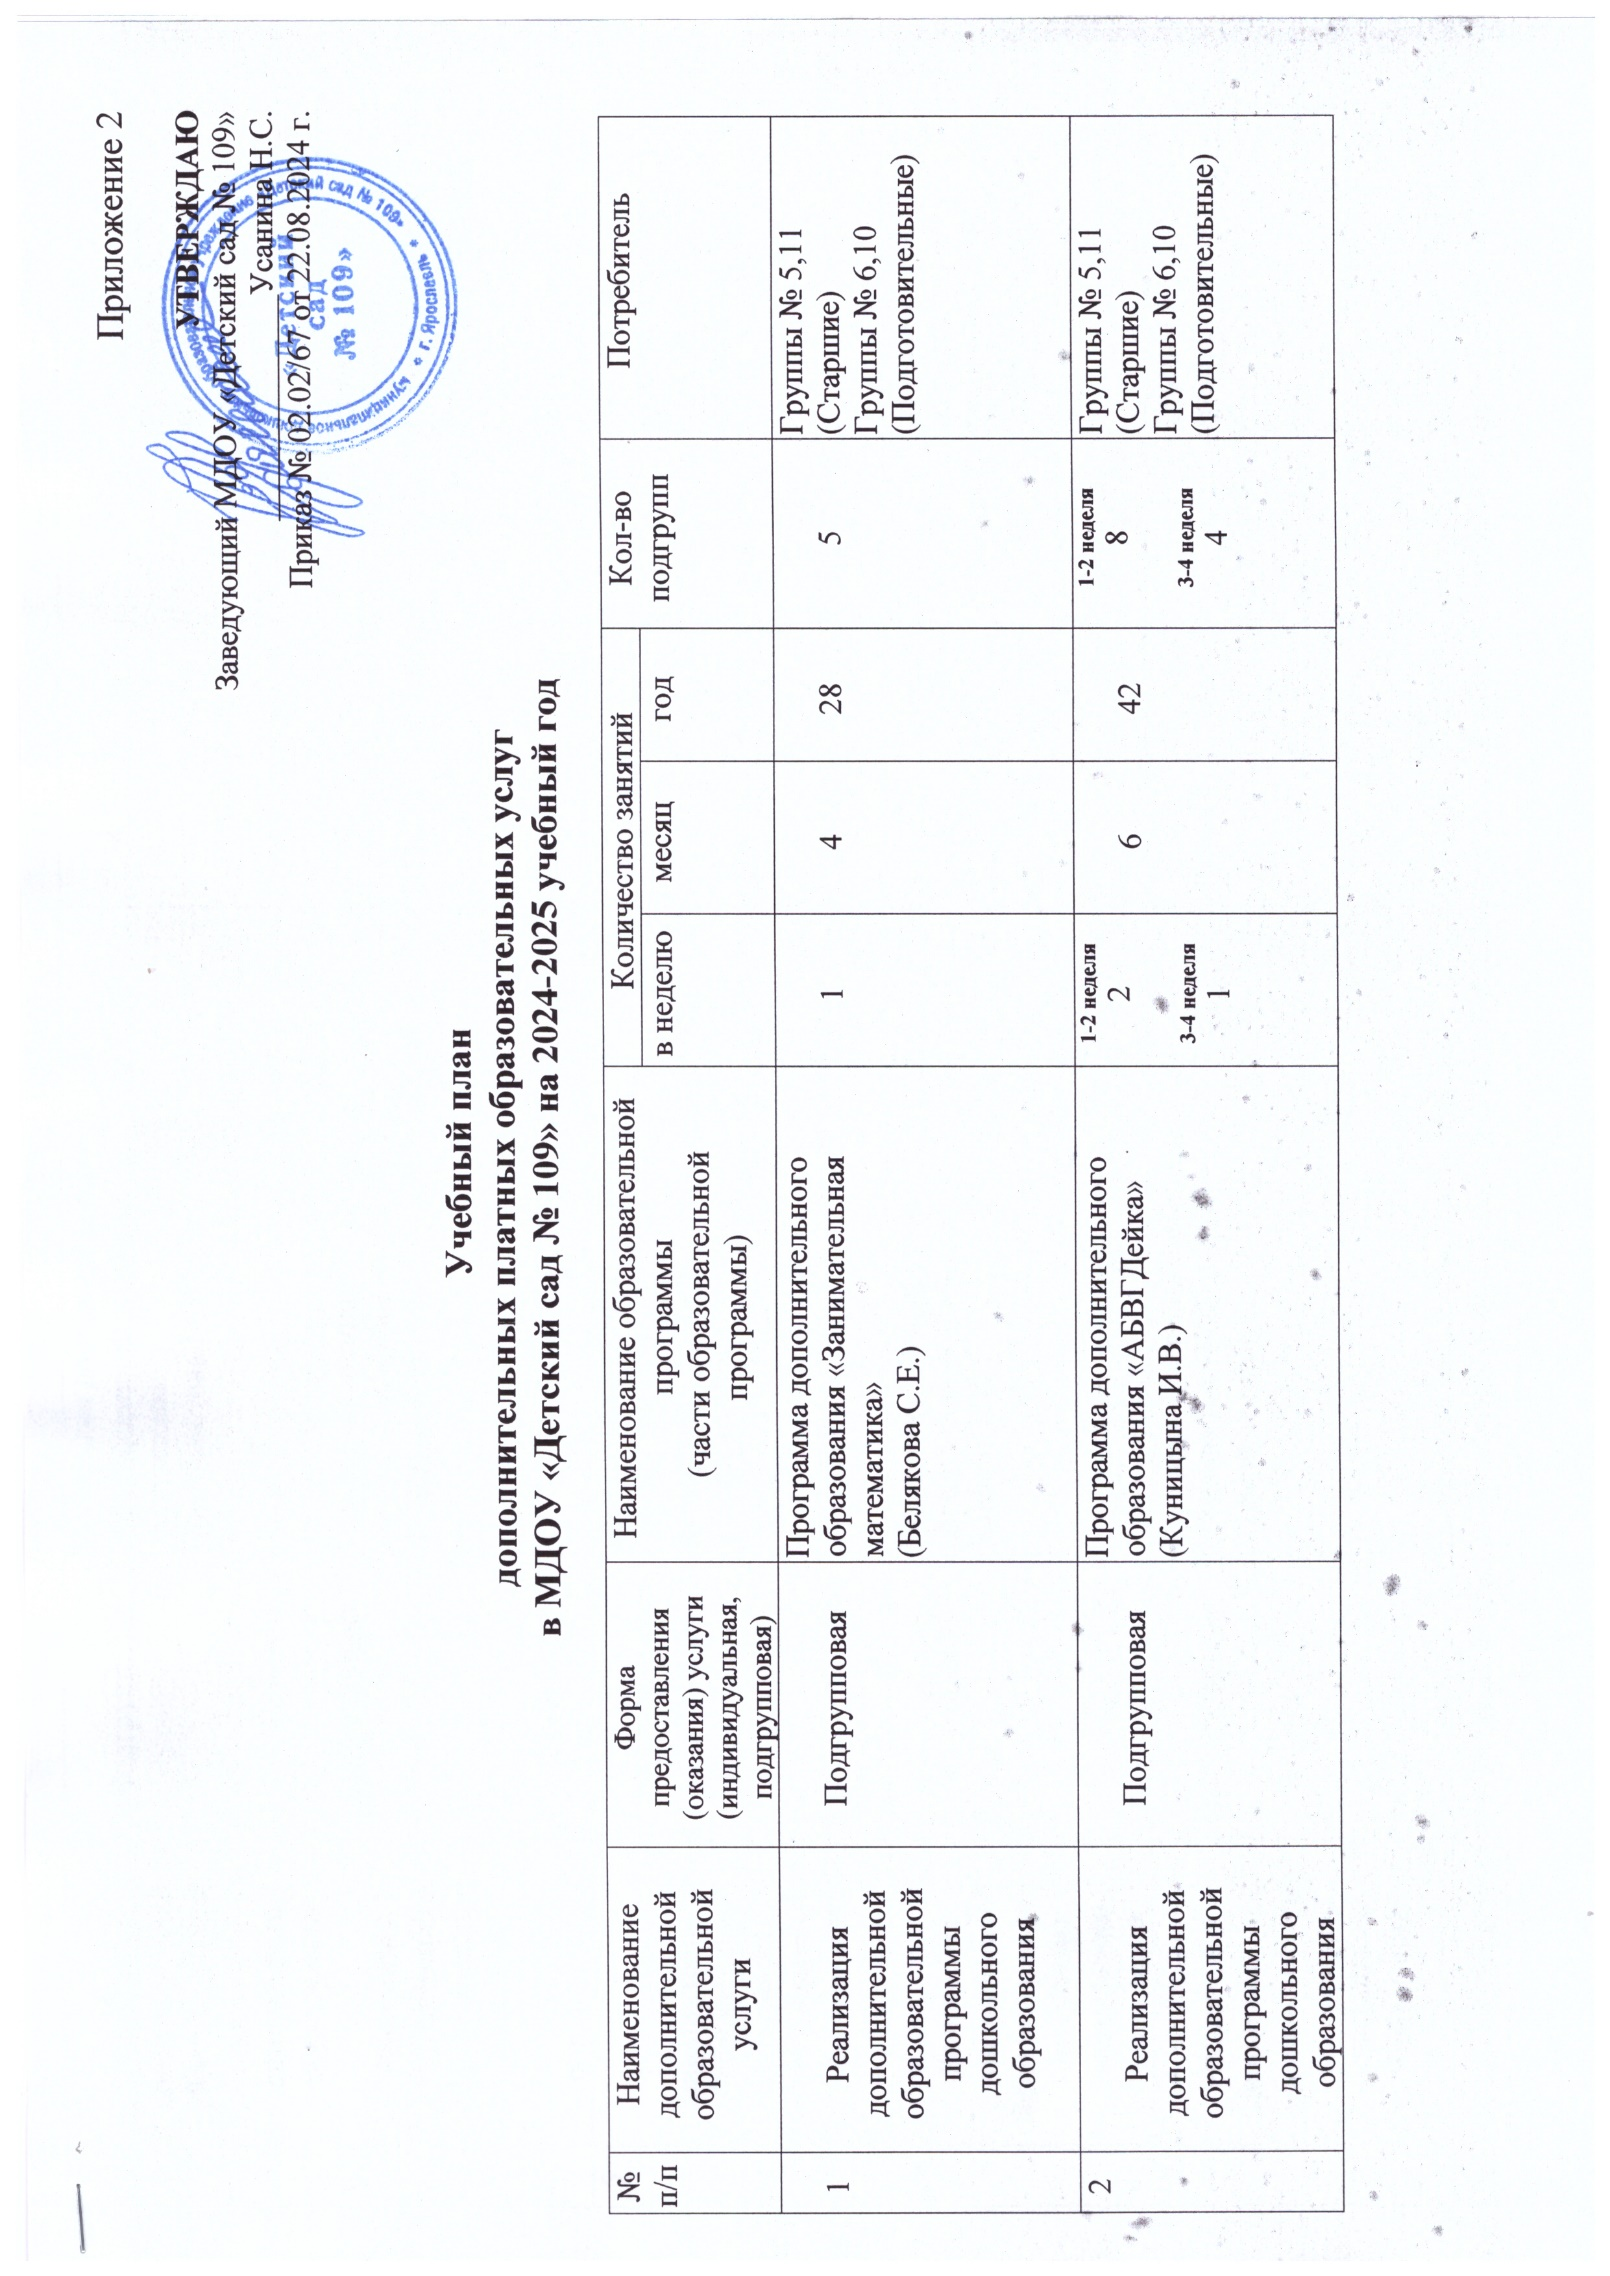 Приложение 2
УТВЕРЖДАЮ
Заведующий МДОУ «Детский сад № 109»
Усанина Н.С.
Приказ № 02.02/67 от 22.08.2024 г.
«Детский
сад
№ 109»
г. Ярославль
Учебный план
дополнительных платных образовательных услуг
в МДОУ «Детский сад № 109» на 2024-2025 учебный год
№
п/п
Наименование
дополнительной
образовательной
услуги
Форма
предоставления
(оказания) услуги
(индивидуальная,
подгрупповая)
Наименование образовательной
программы
(части образовательной
программы)
Количество занятий
в неделю
месяц
год
Кол-во
подгрупп
Потребитель
1
Реализация
дополнительной
образовательной
программы
дошкольного
образования
Подгрупповая
Программа дополнительного
образования «Занимательная
математика»
(Белякова С.Е.)
1
4
28
5
Группы № 5,11
(Старшие)
Группы № 6,10
(Подготовительные)
2
Реализация
дополнительной
образовательной
программы
дошкольного
образования
Подгрупповая
Программа дополнительного
образования «АБВГДейка»
(Куницына И.В.)
1-2 неделя
2
3-4 неделя
1
6
42
1-2 неделя
8
3-4 неделя
4
Группы № 5,11
(Старшие)
Группы № 6,10
(Подготовительные)